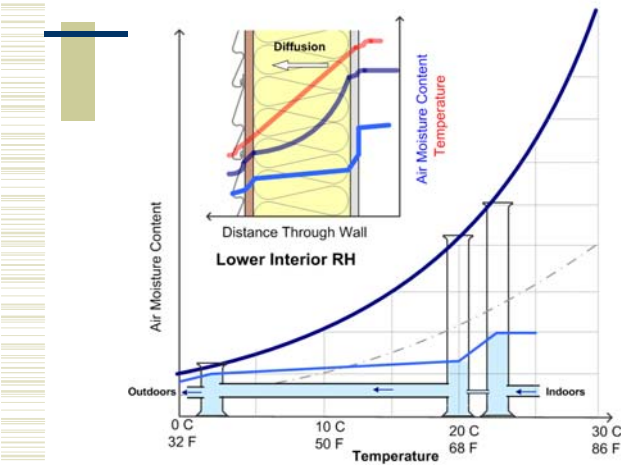 Diffusion
Air Moisture Content
Temperature
Distance Through Wall
Lower Interior RH
Air Moisture Content
Outdoors
Indoors
0 C
10 C
20 C
30 C
32 F
50 F
68 F
86 F
Temperature